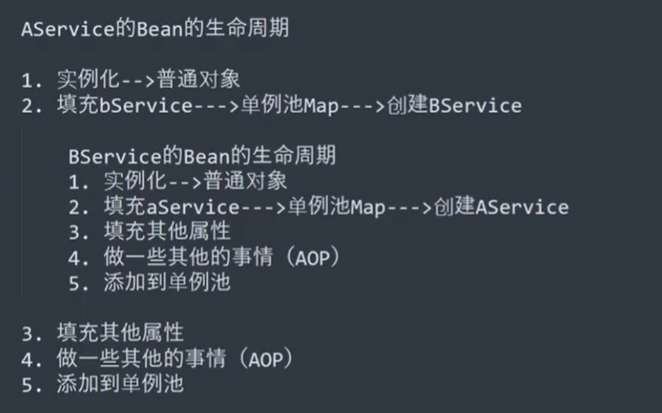 AService的Bean的生命周期
1. 实例化-->普通对象
2. 填充bService--->单例池Map--->创建BService
BService的Bean的生命周期
1. 实例化-->普通对象
2. 填充aService--->单例池Map--->创建AService
3. 填充其他属性
4. 做一些其他的事情（AOP）
5. 添加到单例池
3. 填充其他属性
4. 做一些其他的事情（AOP）
5. 添加到单例池